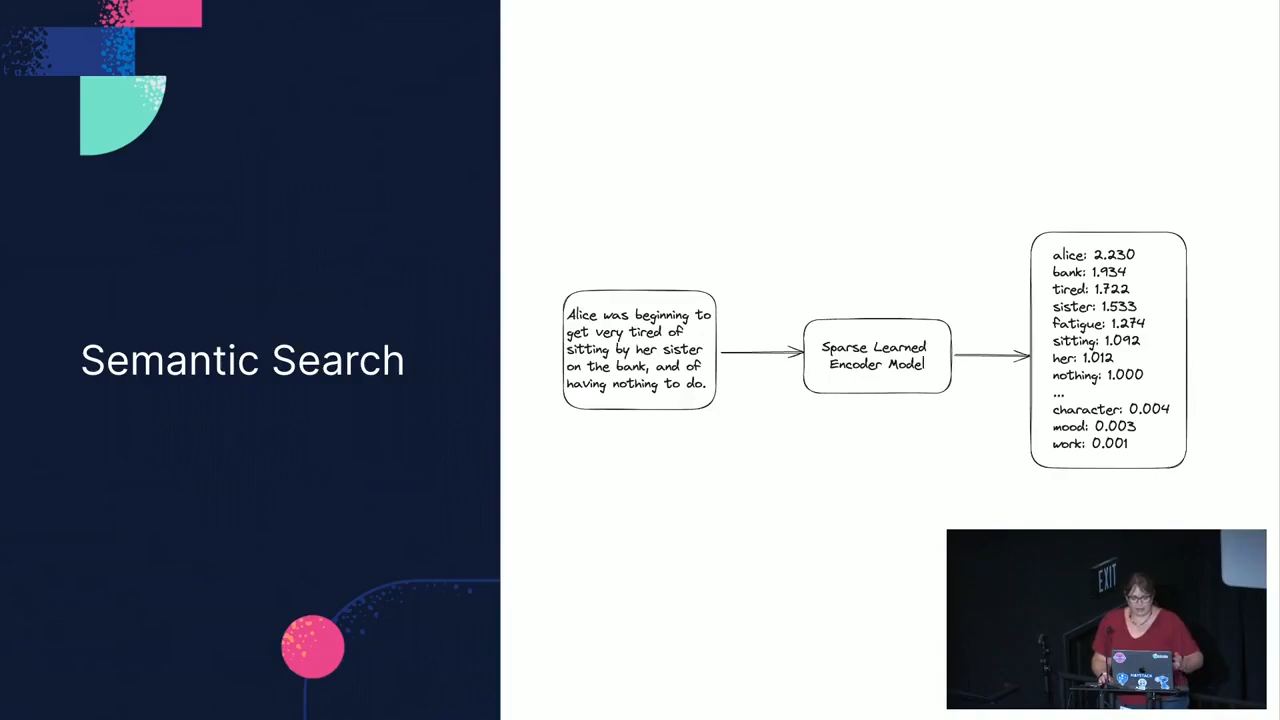 Semantic Search
Alice was beginning to
get very tired of
sitting by her sister
on the bank, and of
having nothing to do.
Sparse Learned
Encoder Model
alice: 2.230
bank: 1.934
tired: 1.722
sister: 1.533
fatigue: 1.274
sitting: 1.092
her: 1.012
nothing: 1.000
...
character: 0.004
mood: 0.003
work: 0.001
EXIT
HAYSTACK